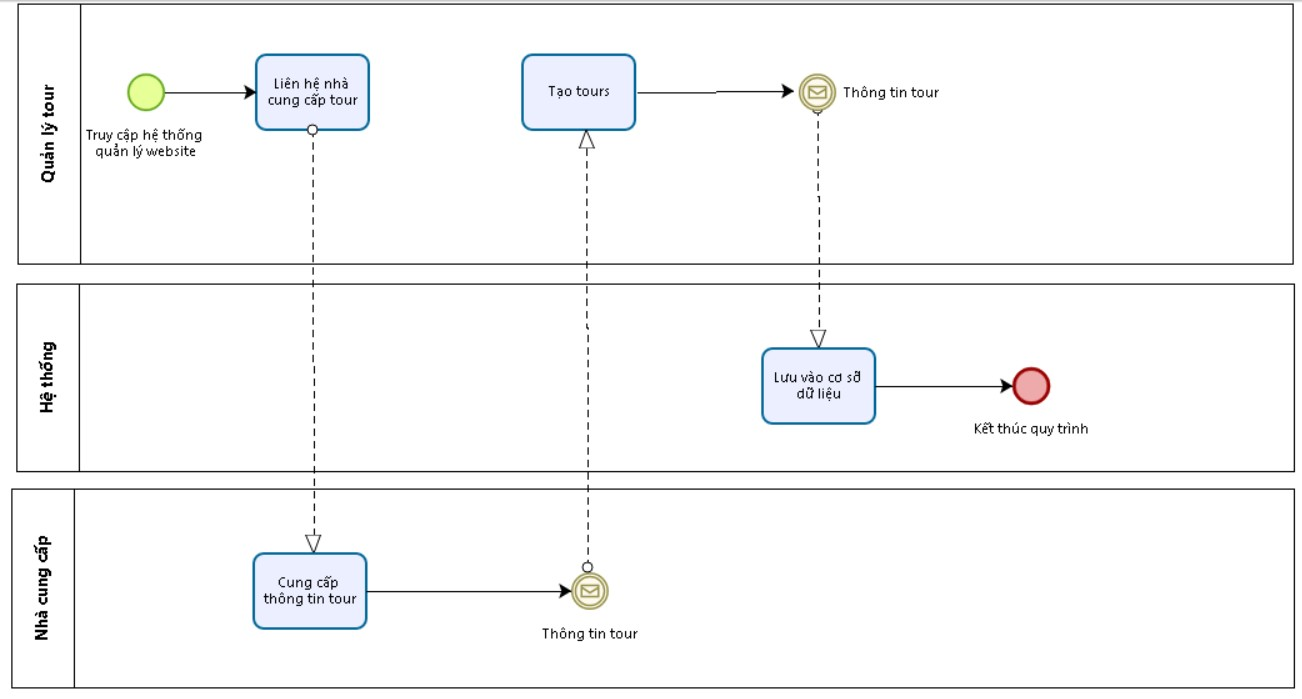 Quản lý tour
Truy cập hệ thống
quản lý website
Liên hệ nhà
cung cấp tour
Tạo tours
Thông tin tour
Hệ thống
Lưu vào cơ sở
dữ liệu
Kết thúc quy trình
Nhà cung cấp
Cung cấp
thông tin tour
Thông tin tour